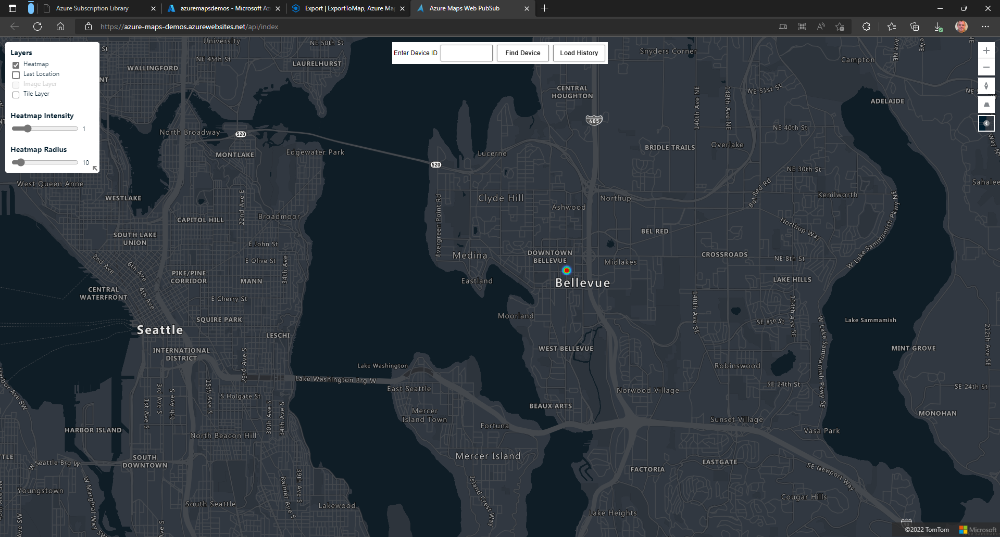 Azure Subscription Library
azuremapsdemos - Microsoft Az
Export | ExportToMap, Azure Ma
Azure Maps Web PubSub
https://azure-maps-demos.azurewebsites.net/api/index
Layers
Heatmap
Last Location
Image Layer
Tile Layer
Heatmap Intensity
1
Heatmap Radius
10
Enter Device ID
Find Device
Load History
University
NE 50th St
Snyders Corner
NE 45th St
LAURELHURST
Campton
WALLINGFORD
CENTRAL
HOUGHTON
NE 51st St
ADELAIDE
140th Ave NE
148th Ave NE
405
NE 40th St
North Broadway
520
MONTLAKE
Edgewater Park
Lucerne
520
BRIDLE TRAILS
Overlake
NE 30th St
West Queen Anne
Bel Red Rd
Sahalee
WESTLAKE
Clyde Hill
Northup
Kenilworth
22nd Ave E
Evergreen Point Rd
Ashwood
CAPITOL HILL
Broadmoor
Northup Way
W Lake Sammamish Pkwy NE
BEL RED
SOUTH LAKE
UNION
E John St
DOWNTOWN
BELLEVUE
Medina
CROSSROADS
NE 8th St
2nd Ave
6th Ave
E Olive St
34th Ave
Midlakes
PIKE/PINE
CORRIDOR
MANN
Eastland
Bellevue
LAKE HILLS
CENTRAL
WATERFRONT
4th Ave
E Cherry St
140th Ave SE
164th Ave SE
Moorland
SQUIRE PARK
SE 8th St
Lake Sammamish
Seattle
LESCHI
W Lake Sammamish Pkwy SE
212th Ave SE
INTERNATIONAL
DISTRICT
WEST BELLEVUE
MINT GROVE
23rd Ave S
Lake Washington
Robinswood
Lake Washington Brg W
East Seattle
SE 24th St
SE 24th St
Harbor Ave SW
3rd Ave S
6th Ave S
15th Ave S
Norwood Village
1st Ave S
S Holgate St
30th Ave S
34th Ave S
BEAUX ARTS
Mercer
Island Town
MONOHAN
HARBOR ISLAND
North Beacon Hill
Fortuna
Sunset Village
Vasa Park
SOUTH
DOWNTOWN
W Seattle Brg W
Mercer Island
EASTGATE
FACTORIA
SE Newport Way
W Marginal Way SW
Rainier Ave S
39th Ave S
Island Crest Way
Youngstown
South Seattle
Lakewood
Cougar Hills
Lake Heights
©2022 TomTom
Microsoft